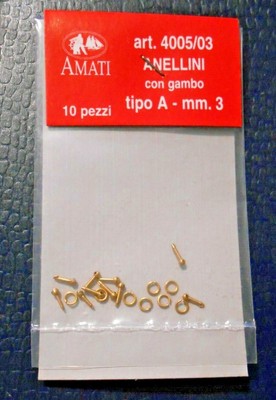 AMATI
10 pezzi
art. 4005/03
ANELLINI
con gambo
tipo A - mm. 3